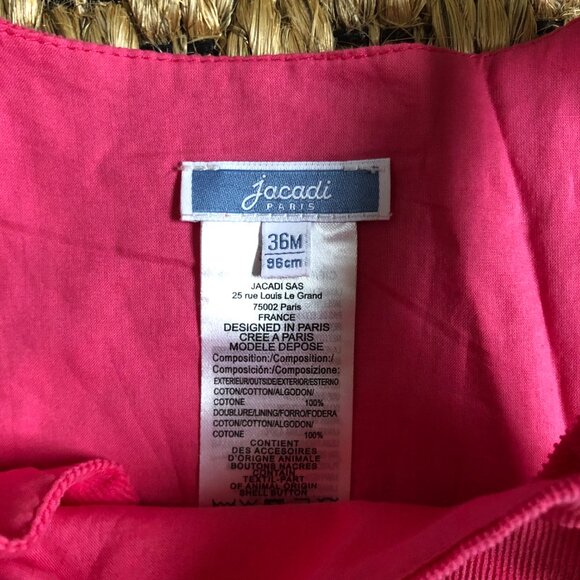 jacadi
PARIS
36M
96cm
JACADI SAS
25 rue Louis Le Grand
75002 Paris
FRANCE
DESIGNED IN PARIS
CREE A PARIS
MODELE DEPOSE
Composition:/Composition:/
Composición:/Composizione:
EXTERIEUR/OUTSIDE/EXTERIOR/ESTERNO
COTON/COTTON/ALGODON/
COTONE 100%
DOUBLURE/LINING/FORRO/FODERA
COTON/COTTON/ALGODON/
COTONE 100%
CONTIENT
DES ACCESOIRES
D'ORIGINE ANIMALE
BOUTONS NACRES
CONTAIN
TEXTIL-PART
OF ANIMAL ORIGIN
SHELL BUTTON